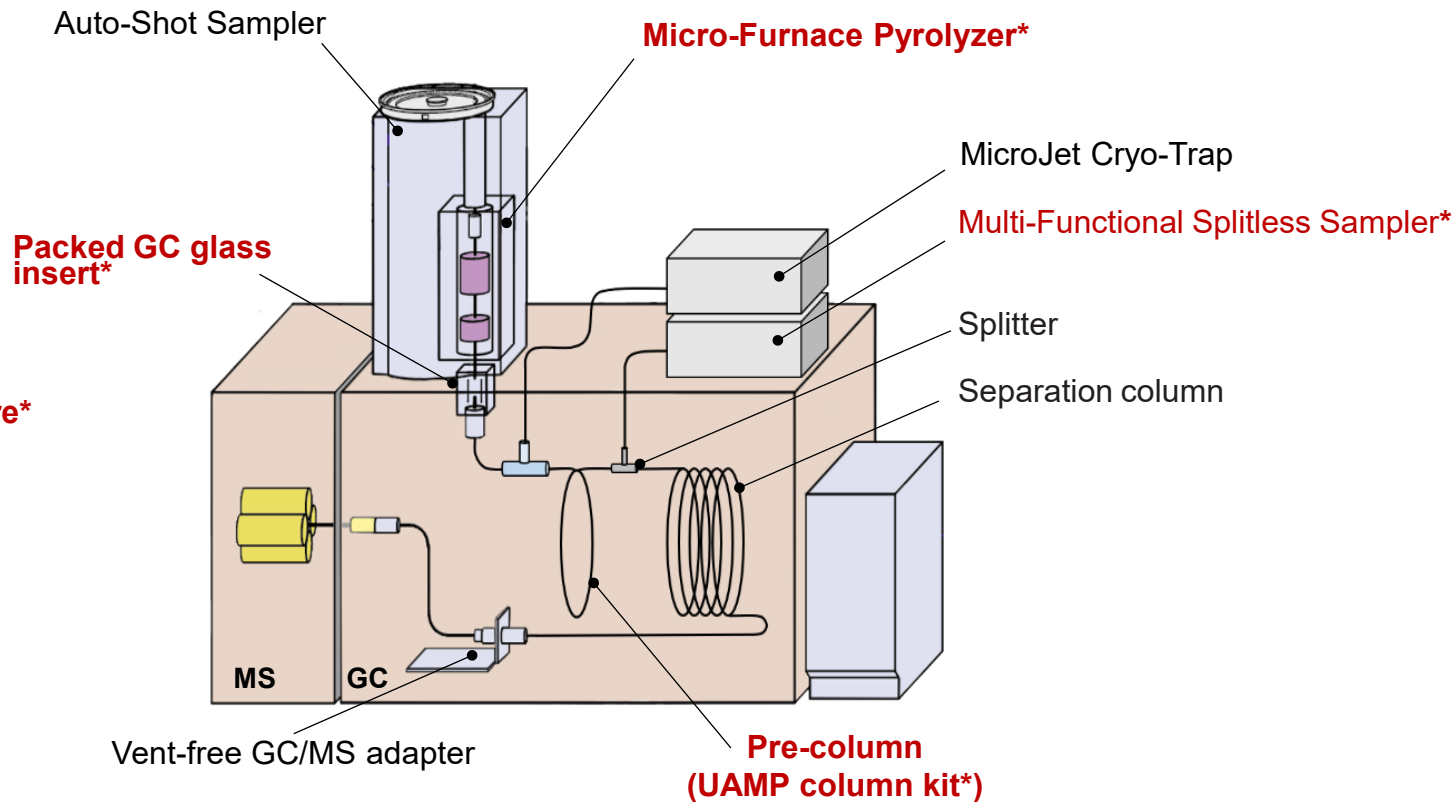 Auto-Shot Sampler
Micro-Furnace Pyrolyzer*
MicroJet Cryo-Trap
Multi-Functional Splitless Sampler*
Packed GC glass
insert*
Splitter
Separation column
re*
MS
GC
Vent-free GC/MS adapter
Pre-column
(UAMP column kit*)